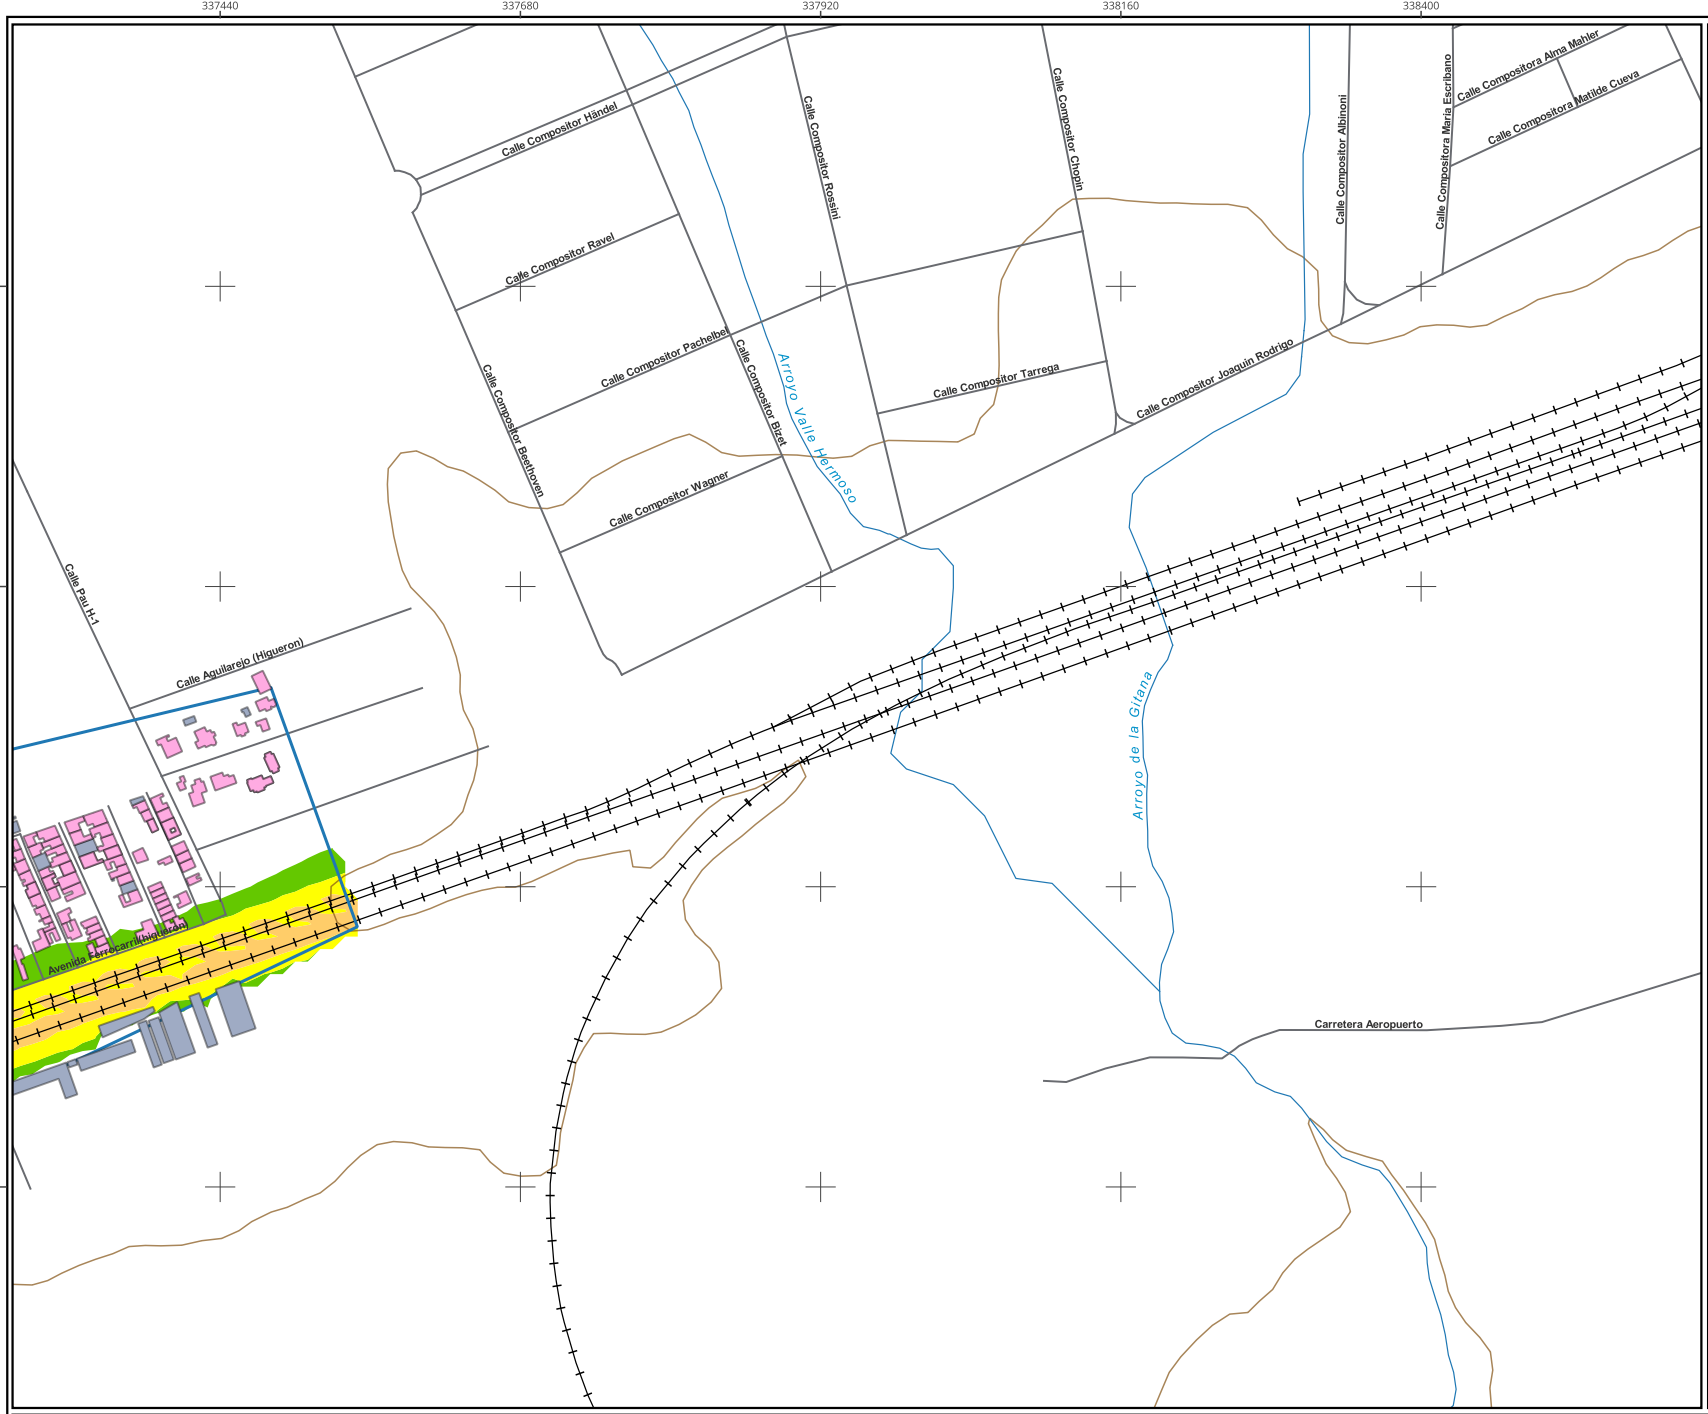 337440 337680 337920 338160 338400
Calle Compositora Alma Mahler
Calle Compositora Matilde Cueva
Calle Compositora Maria Escribano
Calle Compositor Albinoni
Calle Compositor Chopin
Calle Compositor Rossini
Calle Compositor Händel
Calle Compositor Ravel
Calle Compositor Pachelbel
Calle Compositor Bizet
Calle Compositor Beethoven
Calle Compositor Tarrega
Calle Compositor Joaquin Rodrigo
Arroyo Valle Hermoso
Calle Compositor Wagner
Calle Pau H-1
Calle Aguilarejo (Higueron)
Arroyo de la Gitana
Avenida Ferrocarril(higueron)
Carretera Aeropuerto